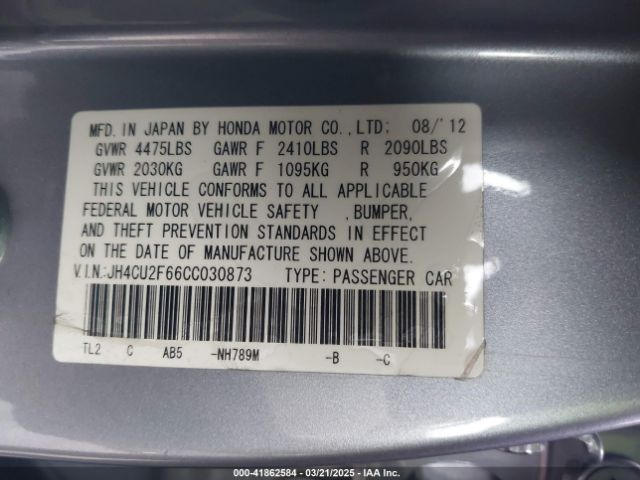 MFD. IN JAPAN BY HONDA MOTOR CO., LTD: 08/'12
GVWR 4475LBS GAWR F 2410LBS R 2090LBS
GVWR 2030KG GAWR F 1095KG R 950KG
THIS VEHICLE CONFORMS TO ALL APPLICABLE
FEDERAL MOTOR VEHICLE SAFETY , BUMPER,
AND THEFT PREVENTION STANDARDS IN EFFECT
ON THE DATE OF MANUFACTURE SHOWN ABOVE.
V.I.N.:JH4CU2F66CC030873 TYPE: PASSENGER CAR
TL2 C AB5 -NH789M -B -C
000-41862584 - 03/21/2025 - IAA Inc.